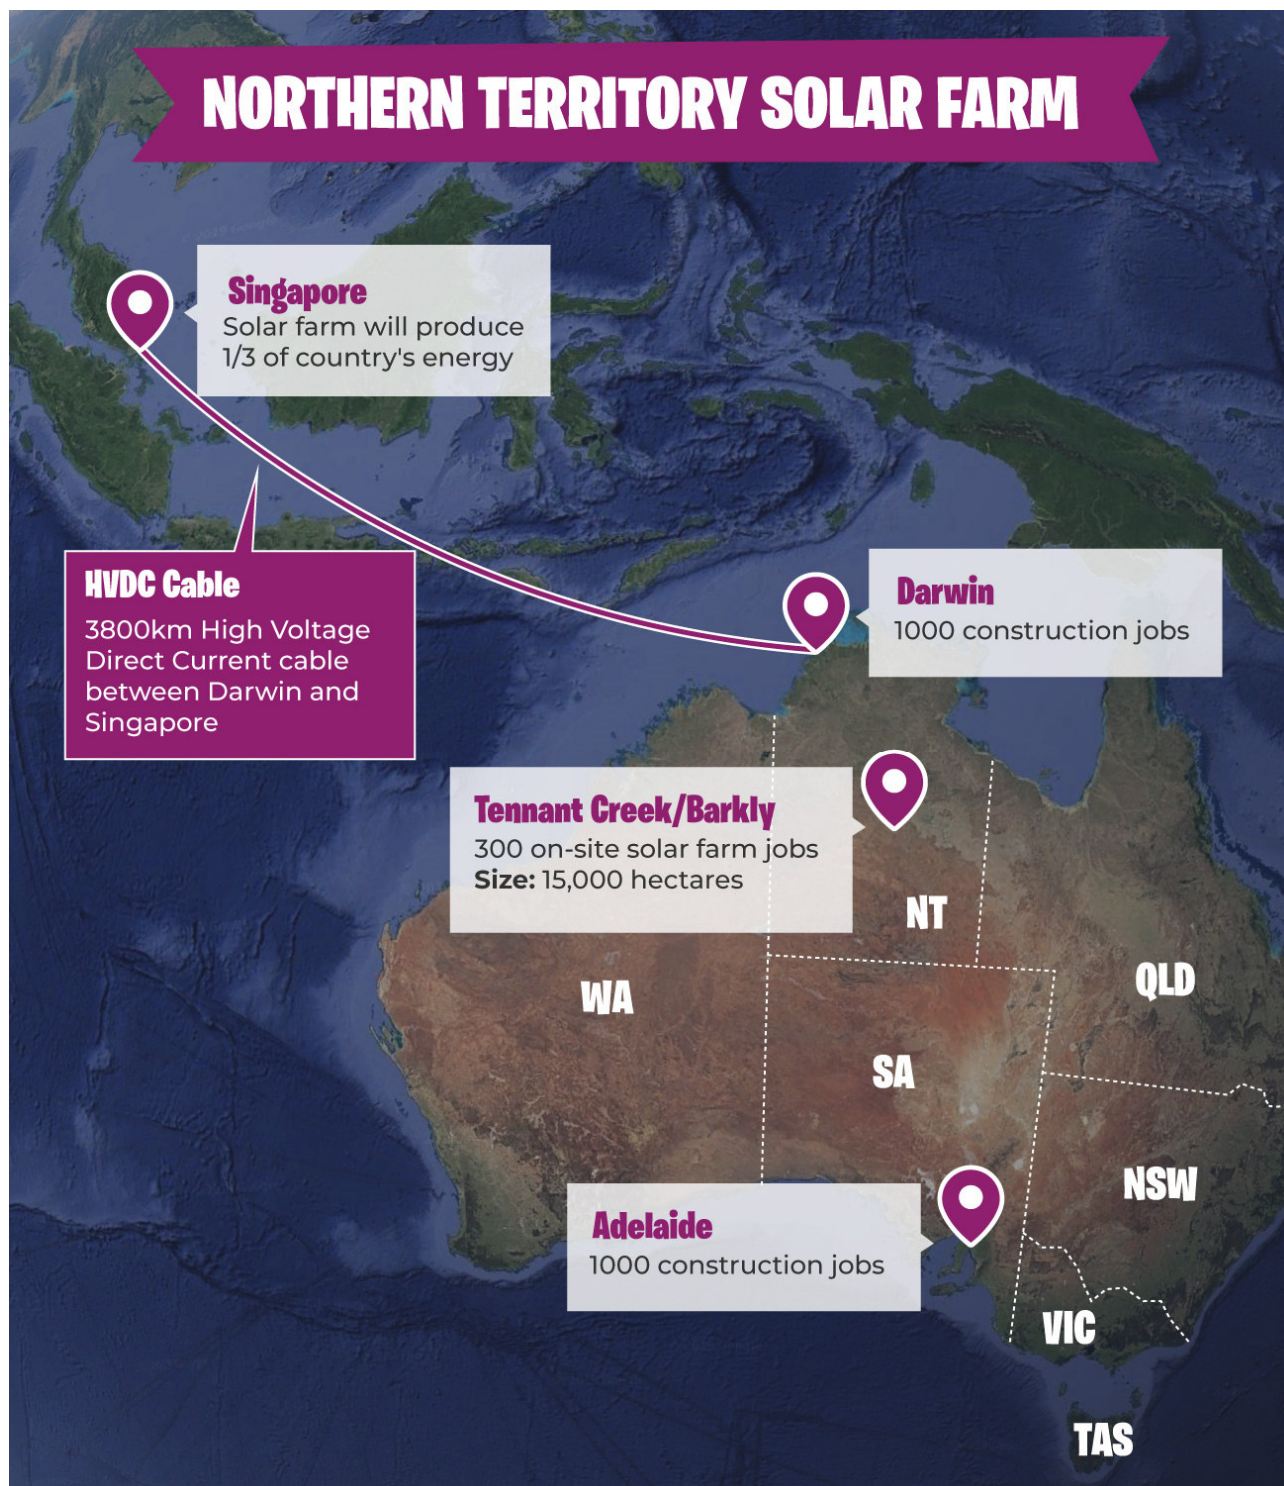 NORTHERN TERRITORY SOLAR FARM
Singapore
Solar farm will produce
1/3 of country's energy
HVDC Cable
3800km High Voltage
Direct Current cable
between Darwin and
Singapore
Darwin
1000 construction jobs
Tennant Creek/Barkly
300 on-site solar farm jobs
Size: 15,000 hectares
NT
WA
QLD
SA
NSW
Adelaide
1000 construction jobs
VIC
TAS